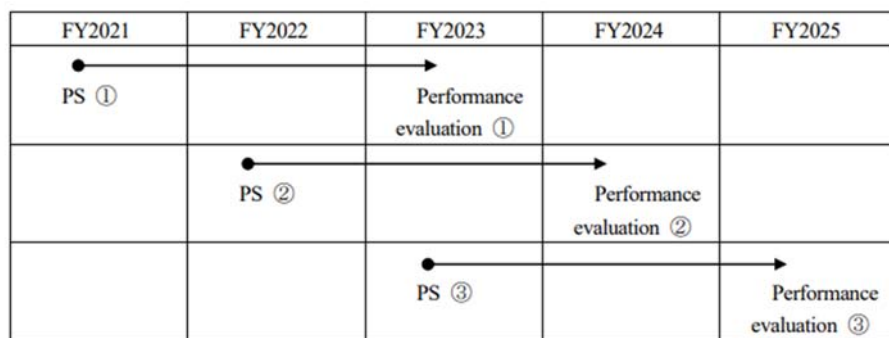 FY2021 FY2022 FY2023 FY2024 FY2025
PS ① Performance
evaluation ①
PS ② Performance
evaluation ②
PS ③ Performance
evaluation ③